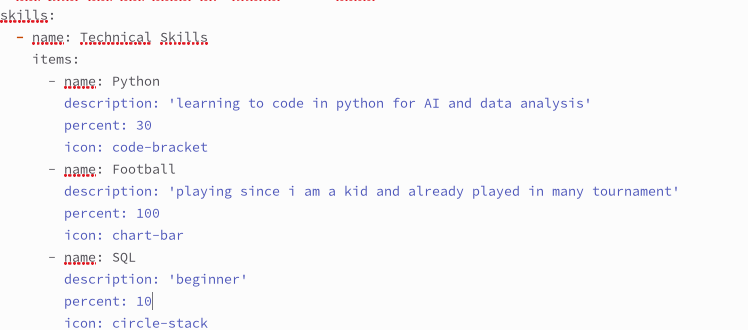 skills:
- name: Technical Skills
items:
- name: Python
description: 'learning to code in python for AI and data analysis'
percent: 30
icon: code-bracket
- name: Football
description: 'playing since i am a kid and already played in many tournament'
percent: 100
icon: chart-bar
- name: SQL
description: 'beginner'
percent: 10
icon: circle-stack